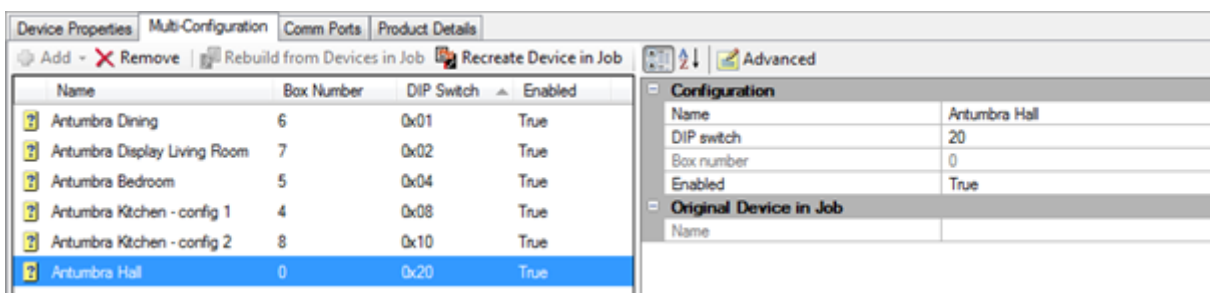 Device Properties Multi-Configuration Comm Ports Product Details
Add Remove Rebuild from Devices in Job Recreate Device in Job Advanced
Name Box Number DIP Switch Enabled
Antumbra Dining 6 0x01 True
Antumbra Display Living Room 7 0x02 True
Antumbra Bedroom 5 0x04 True
Antumbra Kitchen - config 1 4 0x08 True
Antumbra Kitchen - config 2 8 0x10 True
Antumbra Hall 0 0x20 True
Configuration
Name Antumbra Hall
DIP switch 20
Box number 0
Enabled True
Original Device in Job
Name